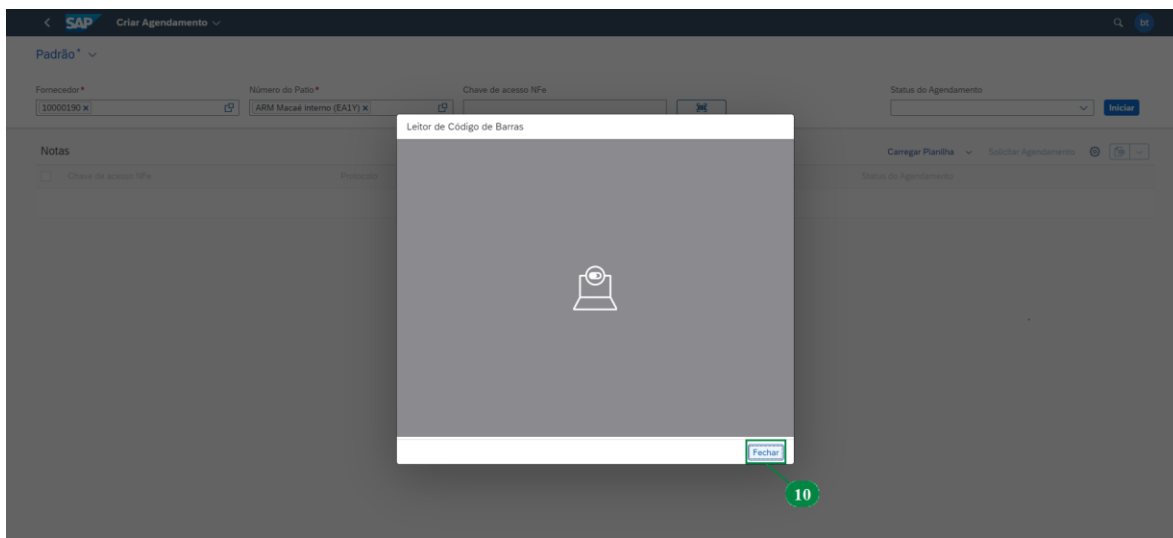 SAP Criar Agendamento bt
Padrão*
Fornecedor* Número do Patio* Chave de acesso NFe Status do Agendamento
10000190 ARM Macaé interno (EA1Y) Iniciar
Leitor de Código de Barras
Notas Carregar Planilha Solicitar Agendamento
Chave de acesso NFe Protocolo Status do Agendamento
Fechar
10